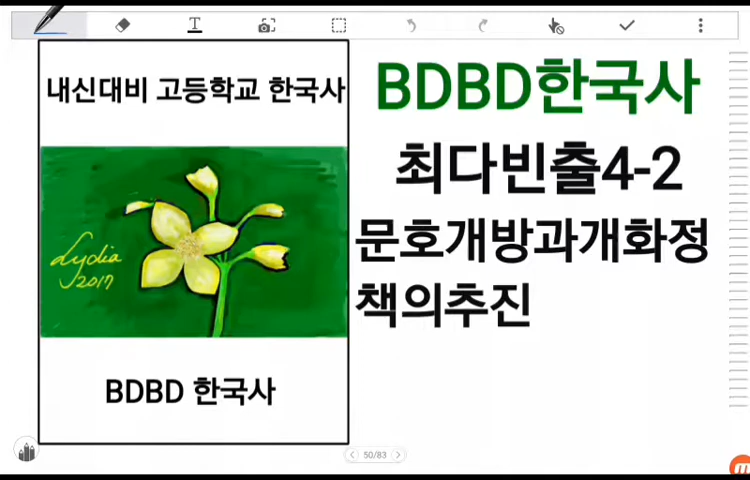 내신대비 고등학교 한국사
Lydia
2017
BDBD 한국사
BDBD한국사
최다빈출4-2
문호개방과개화정
책의추진
50/83